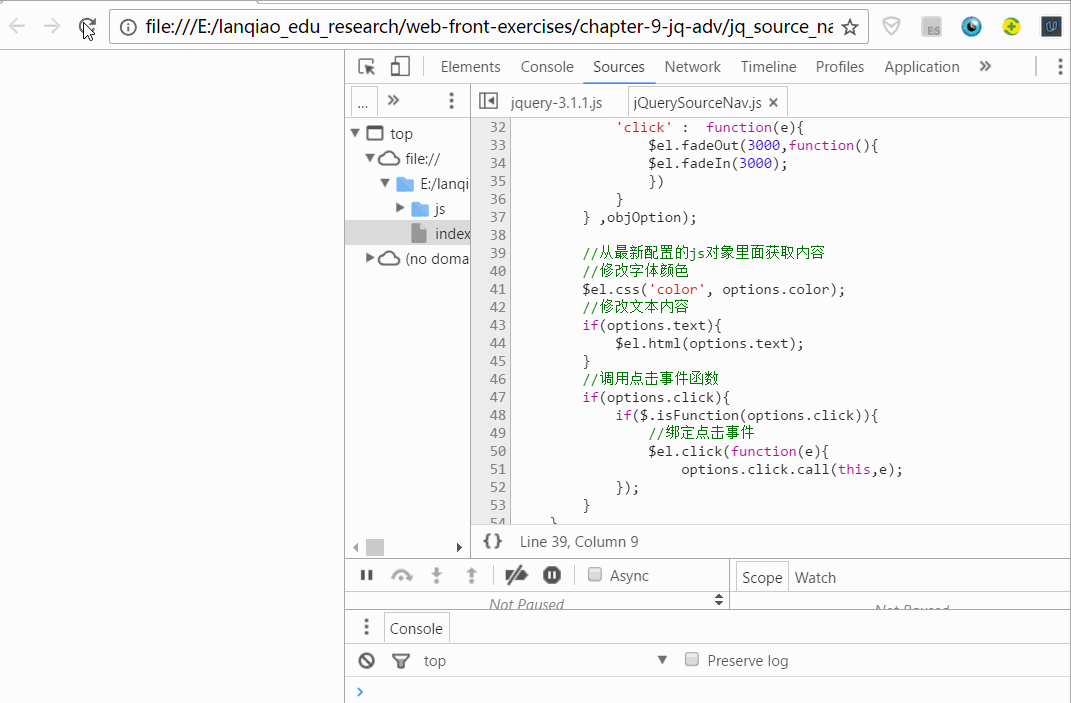 file:///E:/lanqiao_edu_research/web-front-exercises/chapter-9-jq-adv/jq_source_na
ES
Elements Console Sources Network Timeline Profiles Application »
... » jquery-3.1.1.js jQuerySourceNav.js ×
top
file://
E:/lanqi
js
index
(no doma
32 'click' : function(e){
33 $el.fadeOut(3000,function(){
34 $el.fadeIn(3000);
35 })
36 }
37 } ,objOption);
38
39 //从最新配置的js对象里面获取内容
40 //修改字体颜色
41 $el.css('color', options.color);
42 //修改文本内容
43 if(options.text){
44 $el.html(options.text);
45 }
46 //调用点击事件函数
47 if(options.click){
48 if($.isFunction(options.click)){
49 //绑定点击事件
50 $el.click(function(e){
51 options.click.call(this,e);
52 });
53 }
54 }
{} Line 39, Column 9
Async
Scope Watch
Not Paused
Not Paused
Console
top Preserve log
>